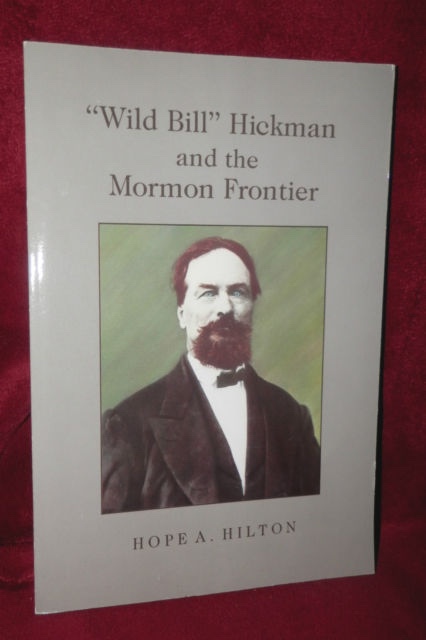 “Wild Bill” Hickman
and the
Mormon Frontier
HOPE A. HILTON